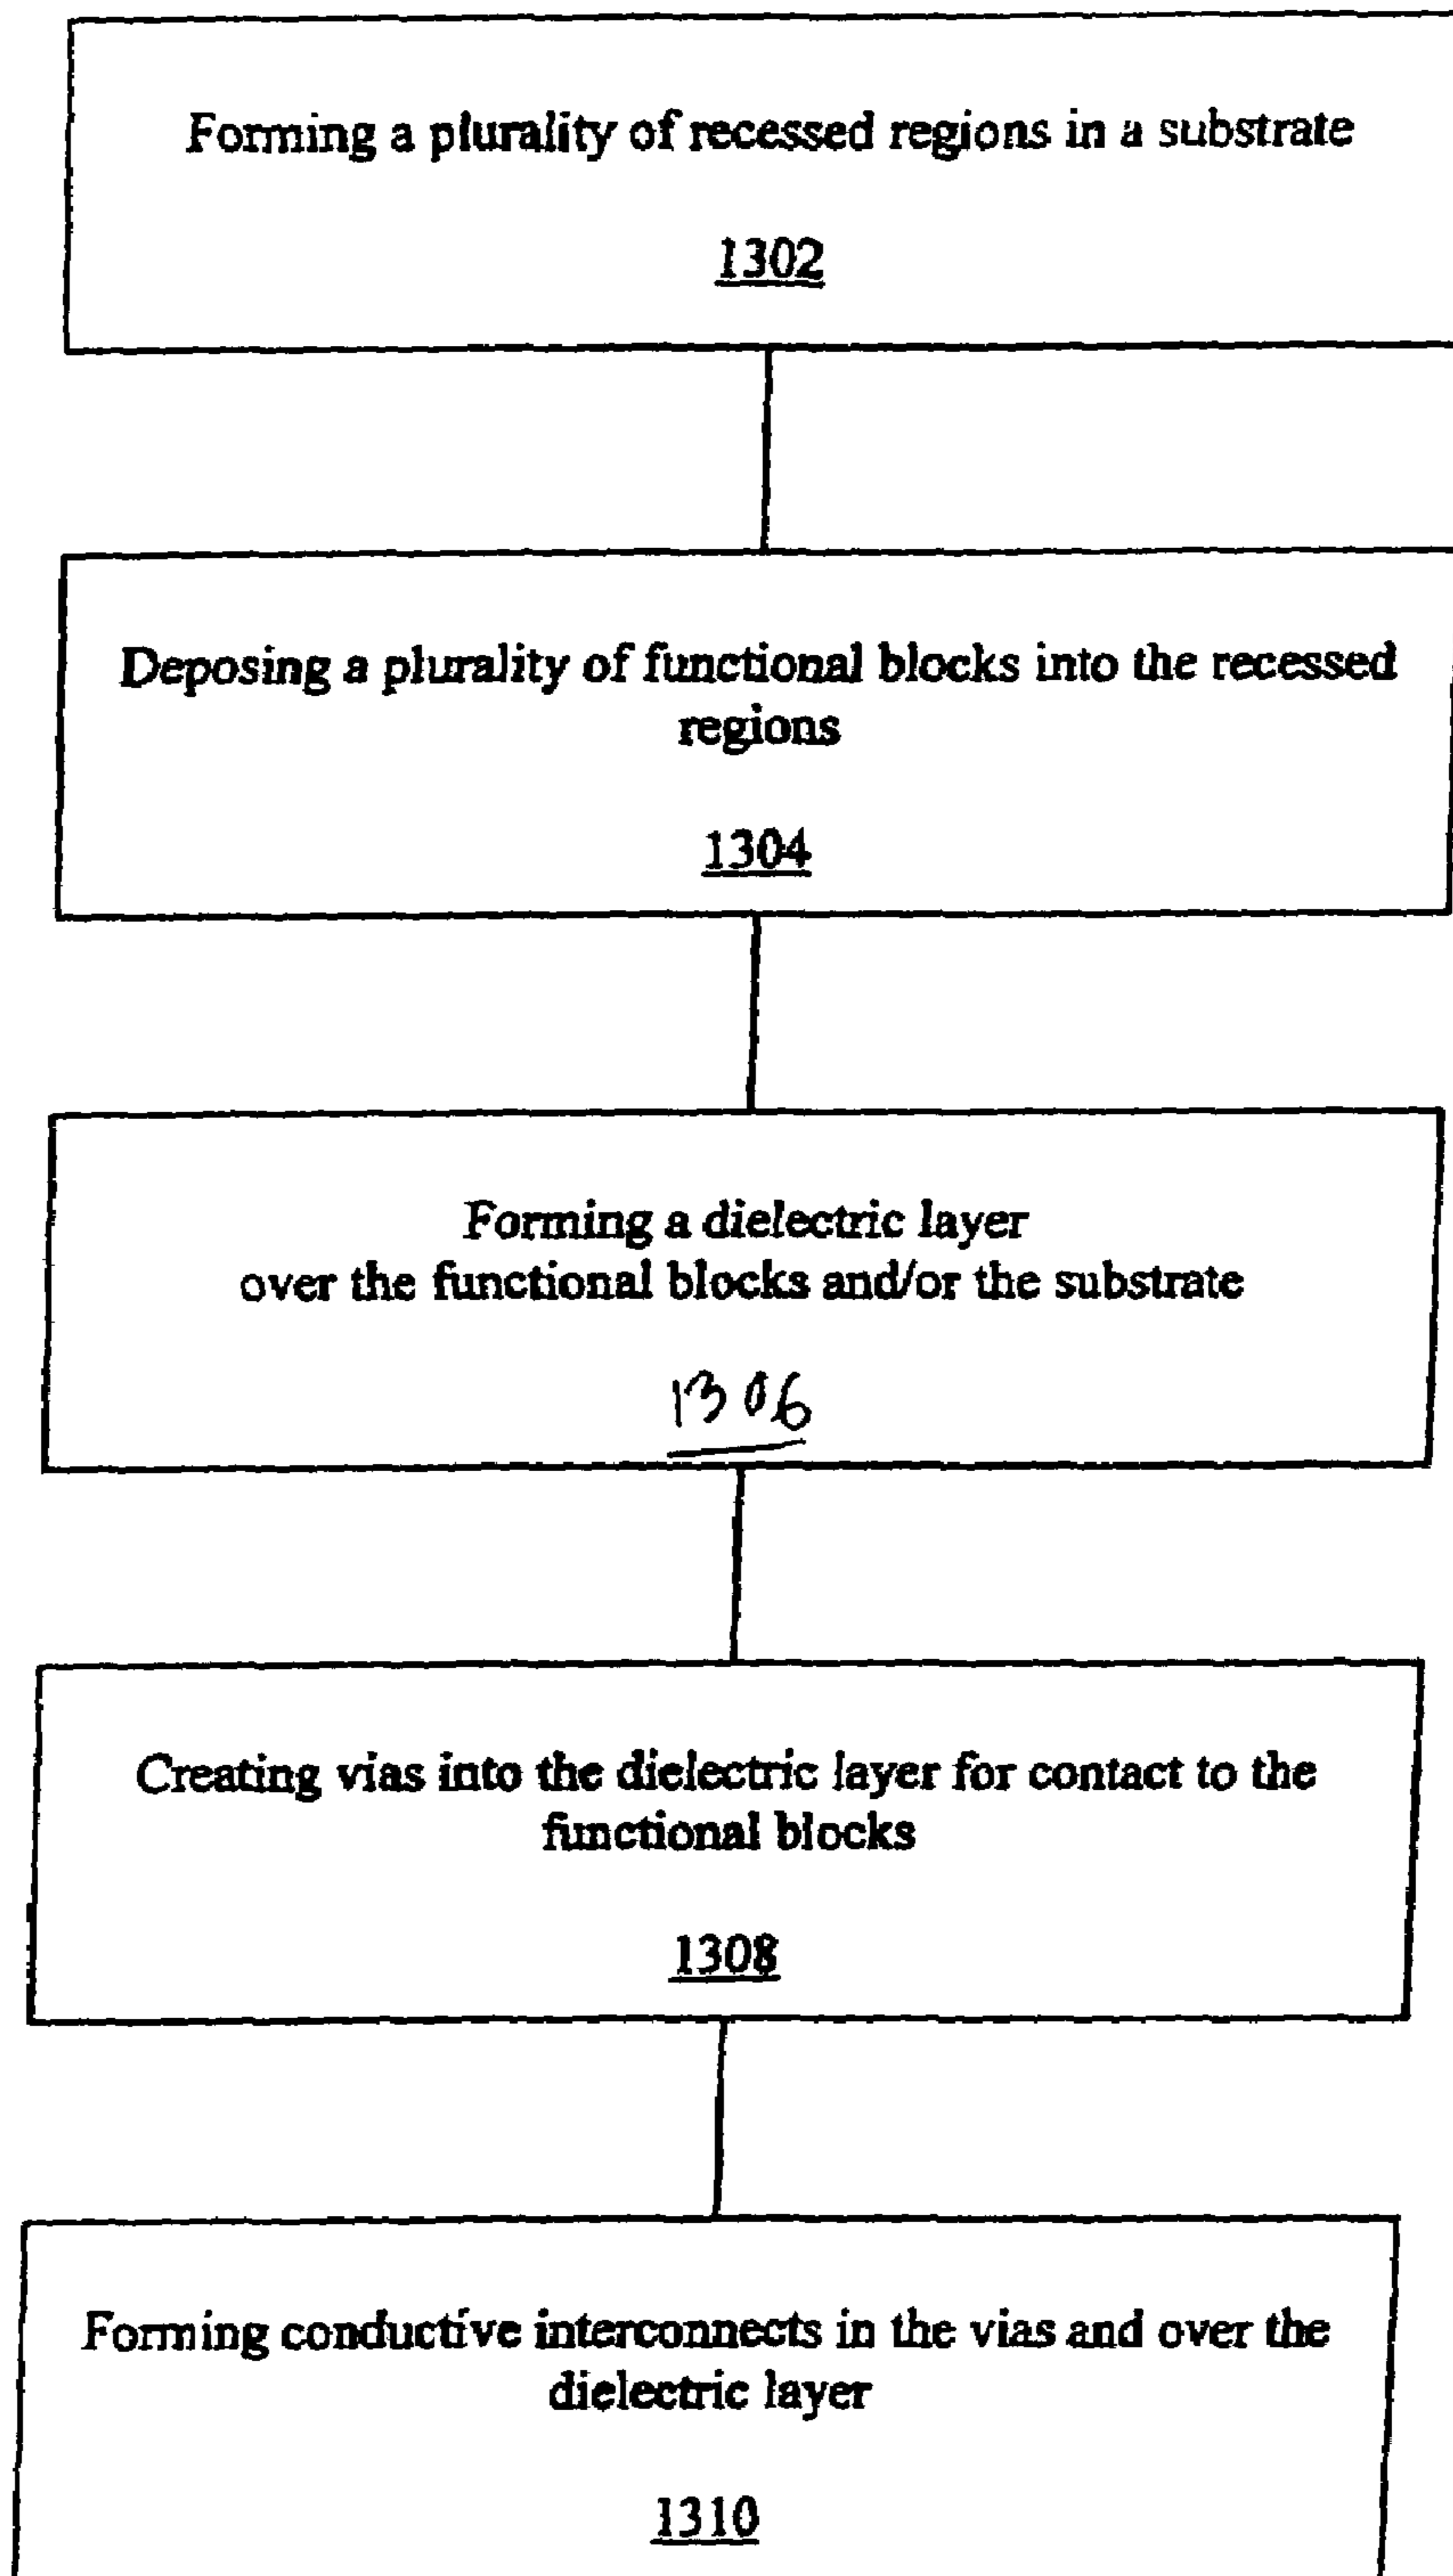 Forming a plurality of recessed regions in a substrate
1302
Deposing a plurality of functional blocks into the recessed
regions
1304
Forming a dielectric layer
over the functional blocks and/or the substrate
1306
Creating vias into the dielectric layer for contact to the
functional blocks
1308
Forming conductive interconnects in the vias and over the
dielectric layer
1310